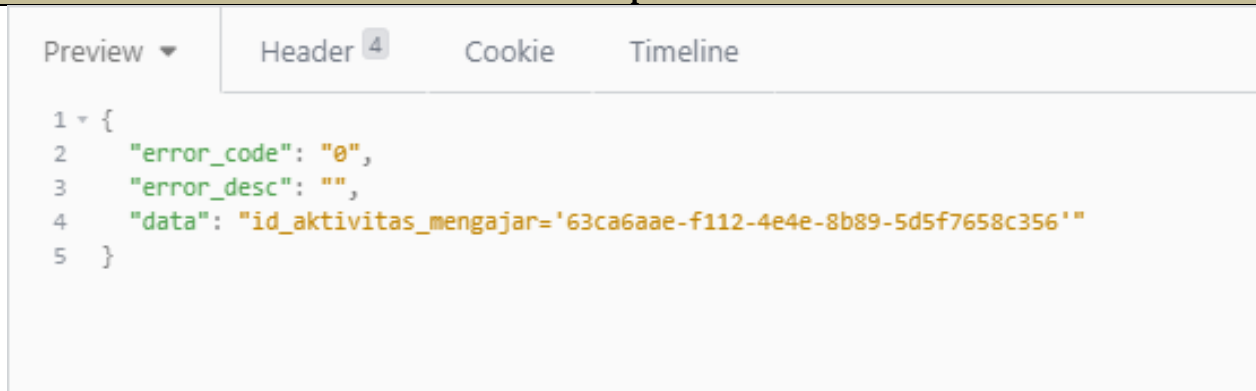 Preview Header 4 Cookie Timeline
1 {
2 "error_code": "0",
3 "error_desc": "",
4 "data": "id_aktivitas_mengajar='63ca6aae-f112-4e4e-8b89-5d5f7658c356'"
5 }